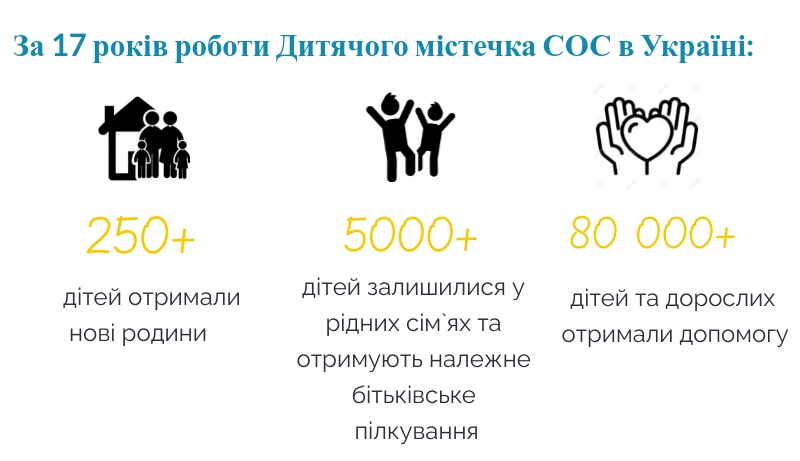 За 17 років роботи Дитячого містечка СОС в Україні:
250+
дітей отримали
нові родини
5000+
дітей залишилися у
рідних сім`ях та
отримують належне
бітьківське
пілкування
80 000+
дітей та дорослих
отримали допомогу